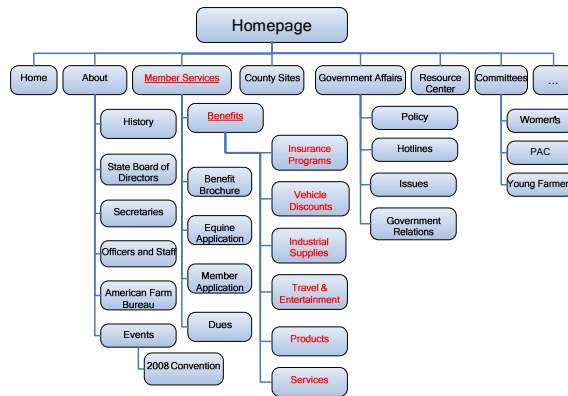 Homepage
Home
About
Member Services
County Sites
Government Affairs
Resource
Center
Committees
...
History
State Board of
Directors
Secretaries
Officers and Staff
American Farm
Bureau
Events
2008 Convention
Benefits
Benefit
Brochure
Equine
Application
Member
Application
Dues
Insurance
Programs
Vehicle
Discounts
Industrial
Supplies
Travel &
Entertainment
Products
Services
Policy
Hotlines
Issues
Government
Relations
Women's
PAC
Young Farmer